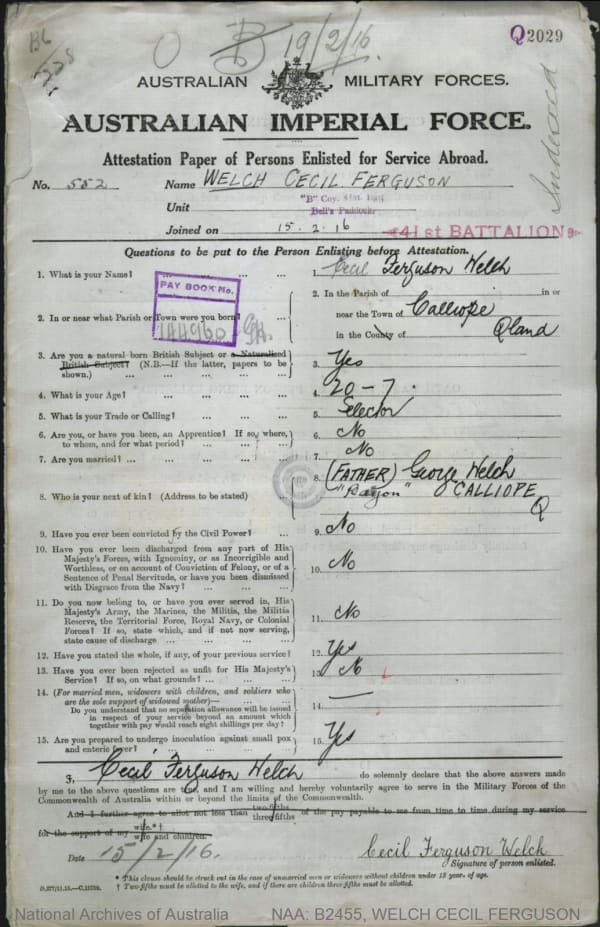 19/2/16 Q2029
AUSTRALIAN MILITARY FORCES.
AUSTRALIAN IMPERIAL FORCE.
Indexed
Attestation Paper of Persons Enlisted for Service Abroad.
No. 552 Name WELCH CECIL FERGUSON
Unit "B" Coy. 41st Batt
Bell's Paddock
Joined on 15.2.16 41st BATTALION
Questions to be put to the Person Enlisting before Attestation.
1. What is your Name? ... ... ... ... 1. Cecil Ferguson Welch
PAY BOOK No.
144960
2. In or near what Parish or Town were you born? ... 2. In the Parish of in or
near the Town of Calliope
in the County of Qland
3. Are you a natural born British Subject or a Naturalised
British Subject? (N.B.—If the latter, papers to be
shown.) ... ... ... ... 3. Yes
4. What is your Age? ... ... ... ... 4. 20-7.
5. What is your Trade or Calling? ... ... ... 5. Selector
6. Are you, or have you been, an Apprentice? If so, where,
to whom, and for what period? ... ... ... 6. No
7. Are you married? ... ... ... ... ... 7. No
8. Who is your next of kin? (Address to be stated) ... 8. (FATHER) George Welch
CALLIOPE
Q
9. Have you ever been convicted by the Civil Power? ... 9. No
10. Have you ever been discharged from any part of His
Majesty's Forces, with Ignominy, or as Incorrigible and
Worthless, or on account of Conviction of Felony, or of a
Sentence of Penal Servitude, or have you been dismissed
with Disgrace from the Navy? ... ... ... 10. No
11. Do you now belong to, or have you ever served in, His
Majesty's Army, the Marines, the Militia, the Militia
Reserve, the Territorial Force, Royal Navy, or Colonial
Forces? If so, state which, and if not now serving,
state cause of discharge ... ... ... ... 11. No
12. Have you stated the whole, if any, of your previous service? 12. Yes
13. Have you ever been rejected as unfit for His Majesty's
Service? If so, on what grounds? ... ... ... 13. No
14. (For married men, widowers with children, and soldiers who
are the sole support of widowed mother)—
Do you understand that no separation allowance will be issued
in respect of your service beyond an amount which
together with pay would reach eight shillings per day? 14. —
15. Are you prepared to undergo inoculation against small pox
and enteric fever? ... ... ... ... 15. Yes
I, Cecil Ferguson Welch do solemnly declare that the above answers made
by me to the above questions are true, and I am willing and hereby voluntarily agree to serve in the Military Forces of the
Commonwealth of Australia within or beyond the limits of the Commonwealth.
And I further agree to allot not less than two-fifths three-fifths of the pay payable to me from time to time during my service
for the support of my wife.*† wife and children.
Date 15/2/16. Cecil Ferguson Welch
Signature of person enlisted.
* This clause should be struck out in the case of unmarried men or widowers without children under 18 years of age.
† Two-fifths must be allotted to the wife, and if there are children three-fifths must be allotted.
National Archives of Australia NAA: B2455, WELCH CECIL FERGUSON